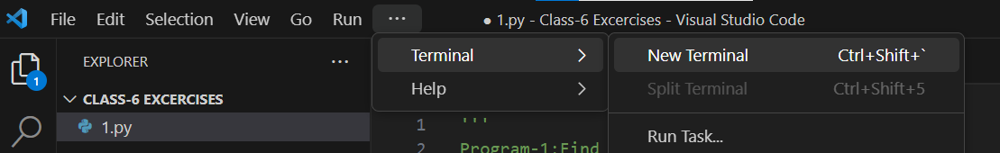 File Edit Selection View Go Run ··· ● 1.py - Class-6 Excercises - Visual Studio Code
EXPLORER ···
Terminal
Help
New Terminal Ctrl+Shift+`
Split Terminal Ctrl+Shift+5
Run Task...
1
CLASS-6 EXCERCISES
1.py
1 '''
2 Program-1:Find